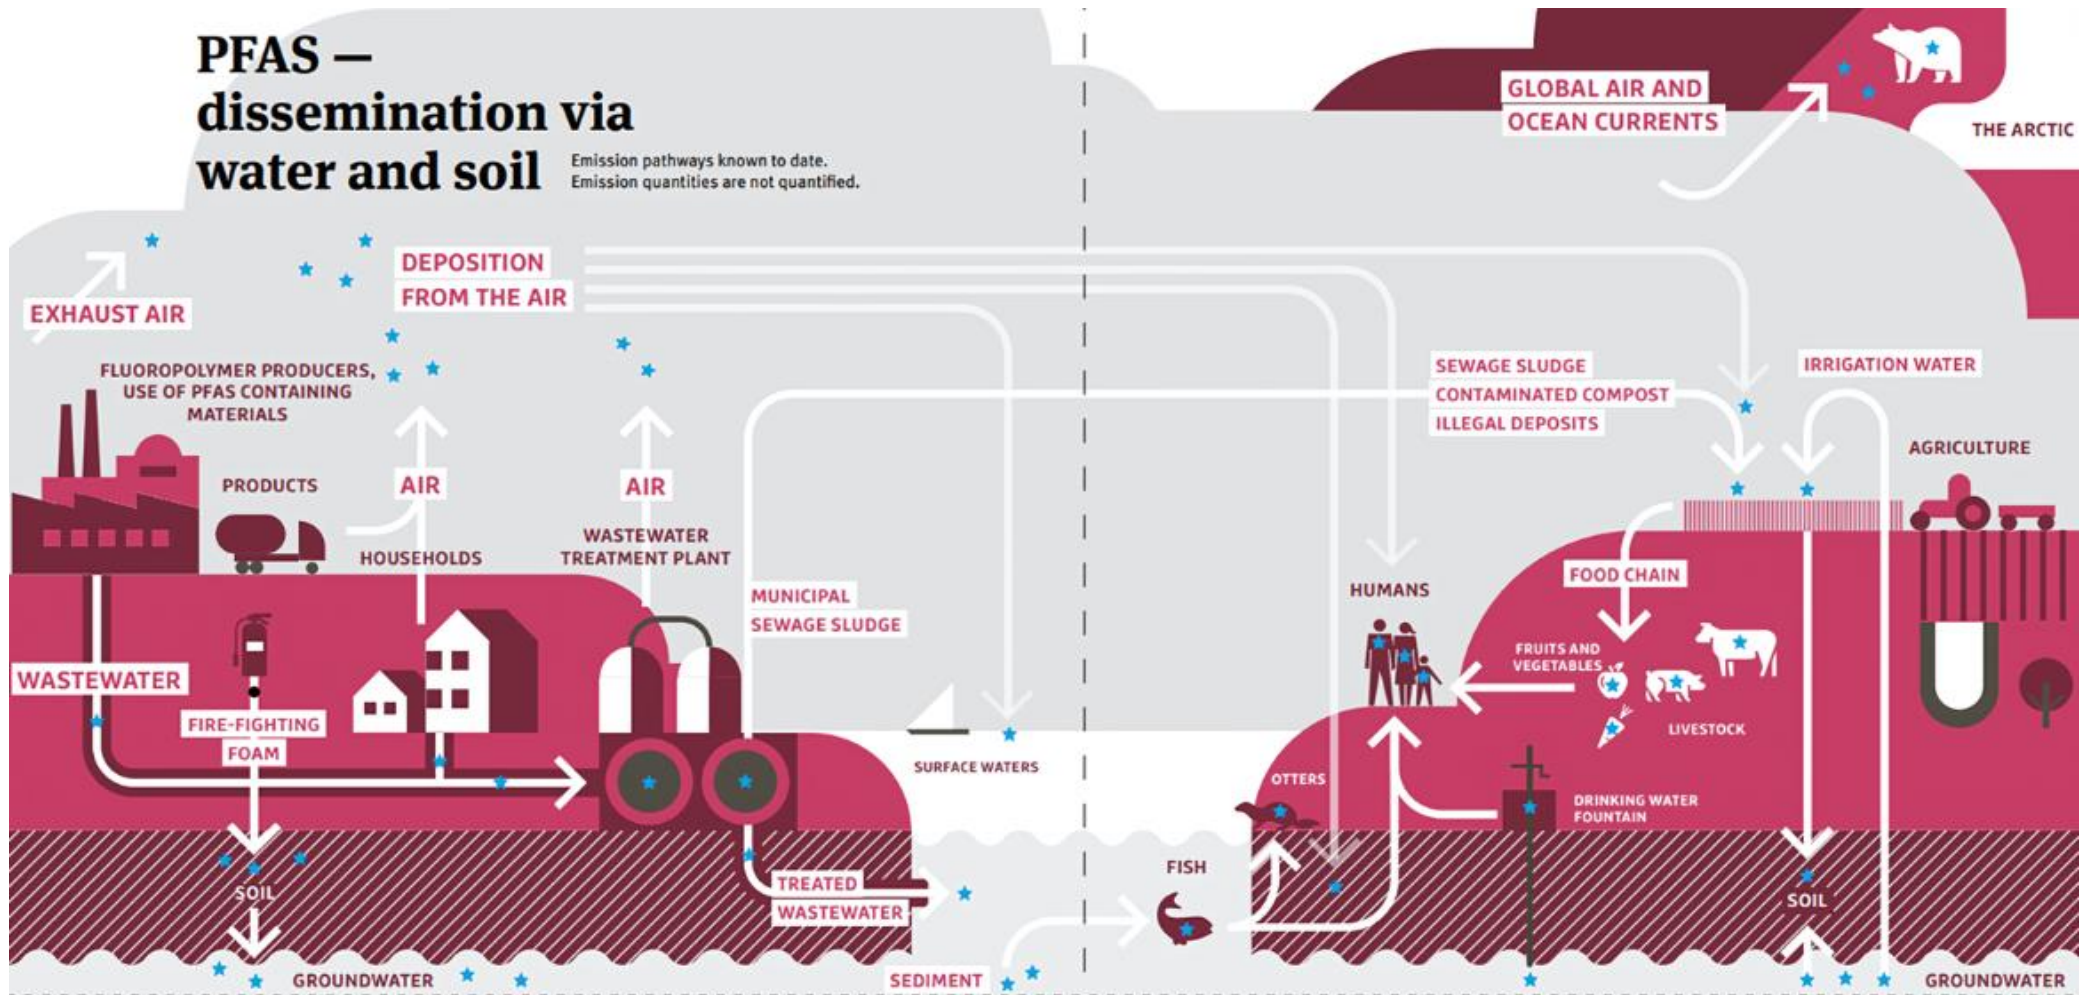 PFAS —
dissemination via
water and soil
Emission pathways known to date.
Emission quantities are not quantified.
GLOBAL AIR AND
OCEAN CURRENTS
THE ARCTIC
DEPOSITION
FROM THE AIR
EXHAUST AIR
FLUOROPOLYMER PRODUCERS,
USE OF PFAS CONTAINING
MATERIALS
SEWAGE SLUDGE
CONTAMINATED COMPOST
ILLEGAL DEPOSITS
IRRIGATION WATER
AGRICULTURE
PRODUCTS
AIR
AIR
HOUSEHOLDS
WASTEWATER
TREATMENT PLANT
MUNICIPAL
SEWAGE SLUDGE
HUMANS
FOOD CHAIN
FRUITS AND
VEGETABLES
LIVESTOCK
WASTEWATER
FIRE-FIGHTING
FOAM
SURFACE WATERS
OTTERS
DRINKING WATER
FOUNTAIN
FISH
TREATED
WASTEWATER
SOIL
SOIL
GROUNDWATER
SEDIMENT
GROUNDWATER